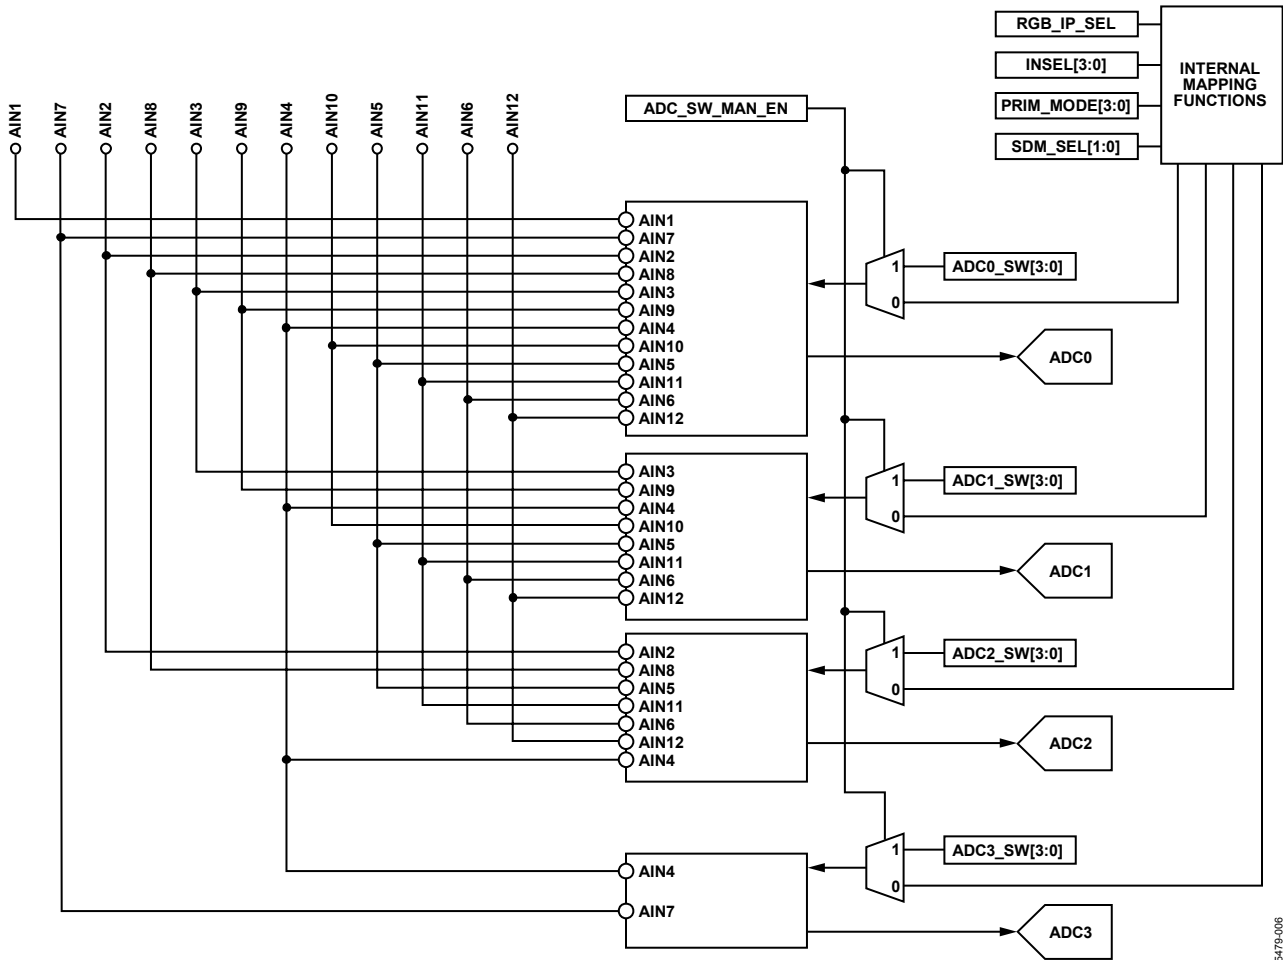 RGB_IP_SEL
INSEL[3:0]
PRIM_MODE[3:0]
SDM_SEL[1:0]
INTERNAL
MAPPING
FUNCTIONS
AIN1
AIN7
AIN2
AIN8
AIN3
AIN9
AIN4
AIN10
AIN5
AIN11
AIN6
AIN12
ADC_SW_MAN_EN
AIN1
AIN7
AIN2
AIN8
AIN3
AIN9
AIN4
AIN10
AIN5
AIN11
AIN6
AIN12
1
0
ADC0_SW[3:0]
ADC0
AIN3
AIN9
AIN4
AIN10
AIN5
AIN11
AIN6
AIN12
1
0
ADC1_SW[3:0]
ADC1
AIN2
AIN8
AIN5
AIN11
AIN6
AIN12
AIN4
1
0
ADC2_SW[3:0]
ADC2
AIN4
AIN7
1
0
ADC3_SW[3:0]
ADC3